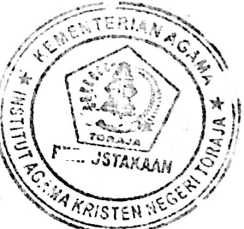 KEMENTERIAN AGAMA
TORAJA
INSTITUT AGAMA KRISTEN NEGERI TORAJA